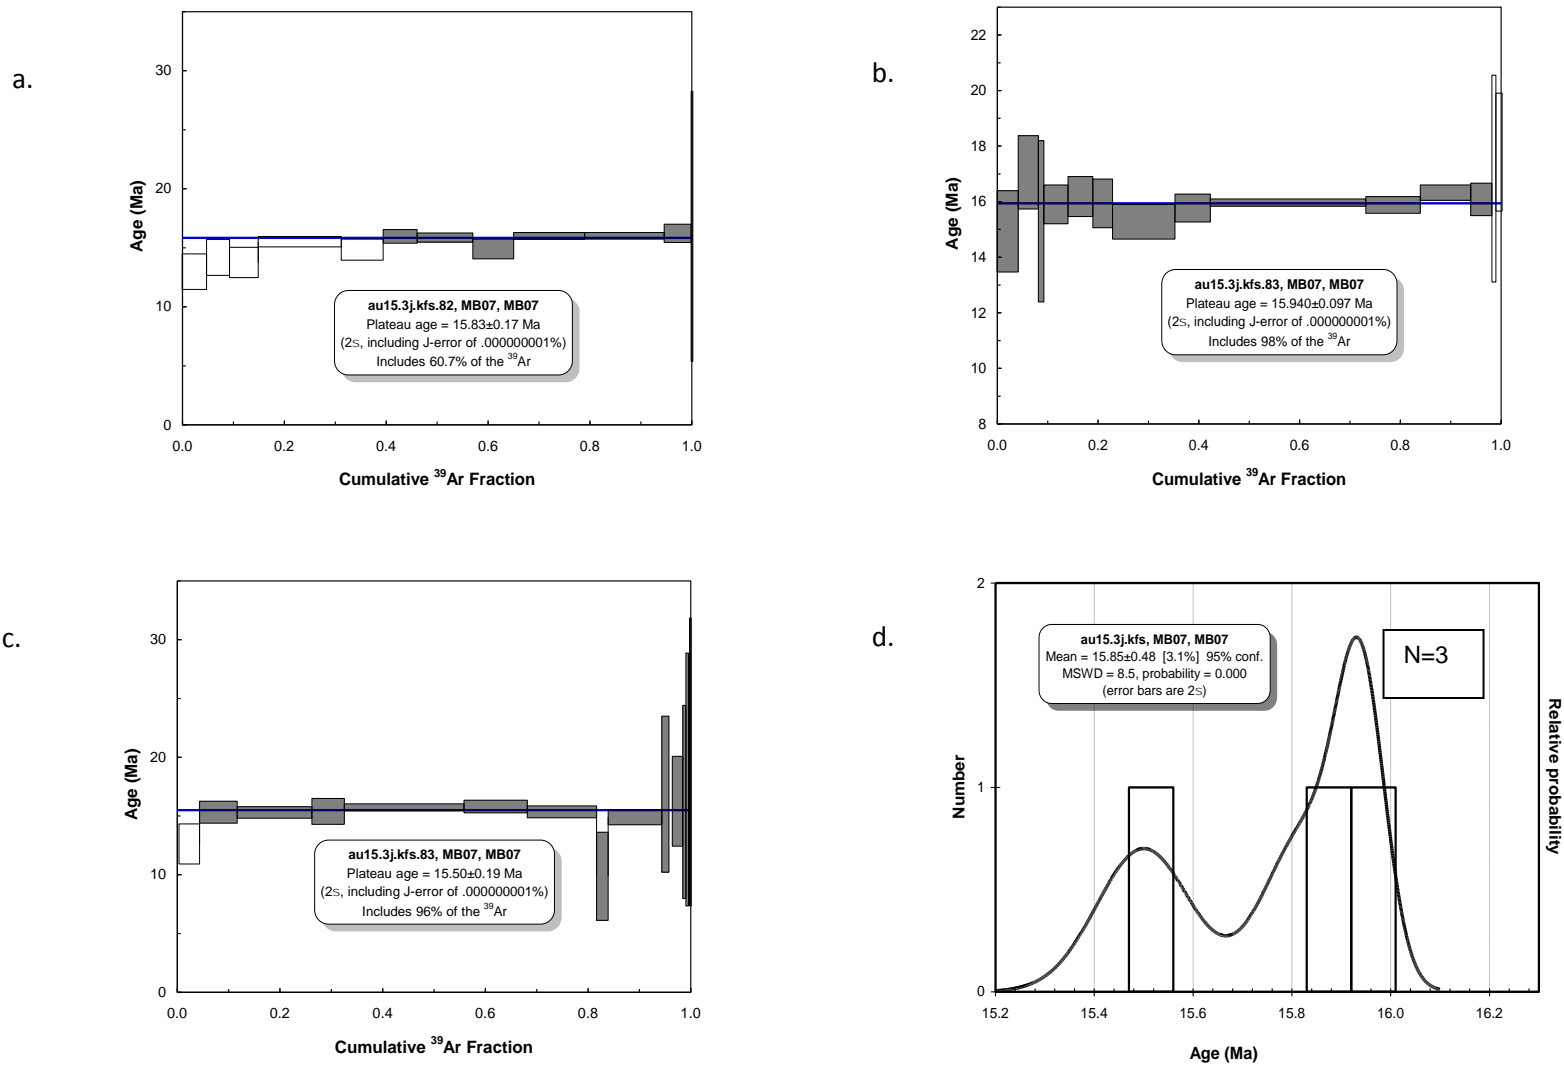 a.
30
20
10
0
Age (Ma)
au15.3j.kfs.82, MB07, MB07
Plateau age = 15.83±0.17 Ma
(2s, including J-error of .000000001%)
Includes 60.7% of the ³⁹Ar
0.0 0.2 0.4 0.6 0.8 1.0
Cumulative ³⁹Ar Fraction
b.
22
20
18
16
14
12
10
8
Age (Ma)
au15.3j.kfs.83, MB07, MB07
Plateau age = 15.940±0.097 Ma
(2s, including J-error of .000000001%)
Includes 98% of the ³⁹Ar
0.0 0.2 0.4 0.6 0.8 1.0
Cumulative ³⁹Ar Fraction
c.
30
20
10
0
Age (Ma)
au15.3j.kfs.83, MB07, MB07
Plateau age = 15.50±0.19 Ma
(2s, including J-error of .000000001%)
Includes 96% of the ³⁹Ar
0.0 0.2 0.4 0.6 0.8 1.0
Cumulative ³⁹Ar Fraction
d.
2
1
0
Number
au15.3j.kfs, MB07, MB07
Mean = 15.85±0.48 [3.1%] 95% conf.
MSWD = 8.5, probability = 0.000
(error bars are 2s)
N=3
Relative probability
15.2 15.4 15.6 15.8 16.0 16.2
Age (Ma)